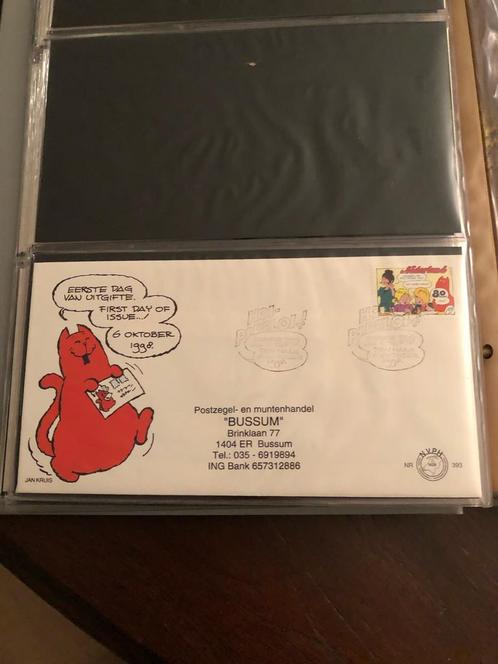 EERSTE DAG
VAN UITGIFTE.
FIRST DAY OF
ISSUE...!
6 OKTOBER
1998.
Nederland
80
Postzegel- en muntenhandel
"BUSSUM"
Brinklaan 77
1404 ER Bussum
Tel.: 035 - 6919894
ING Bank 657312886
JAN KRUIS
NR
N.V.P.H.
393